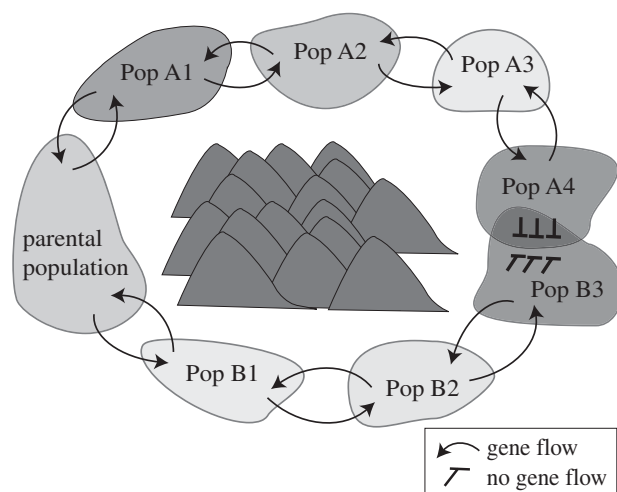 Pop A1
Pop A2
Pop A3
Pop A4
parental
population
Pop B3
Pop B1
Pop B2
gene flow
no gene flow